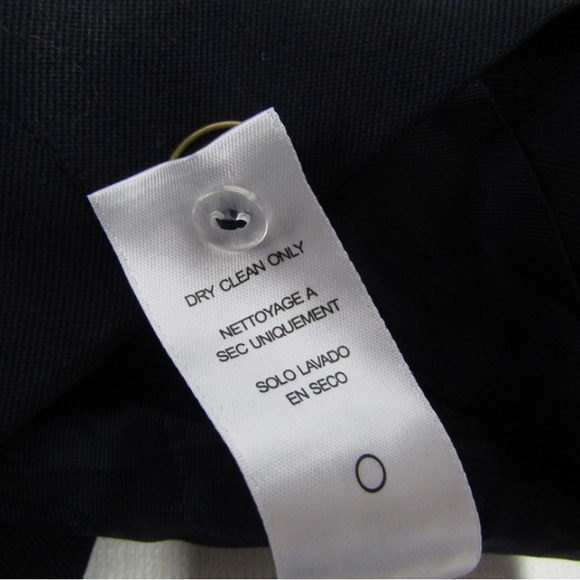 DRY CLEAN ONLY
NETTOYAGE A
SEC UNIQUEMENT
SOLO LAVADO
EN SECO